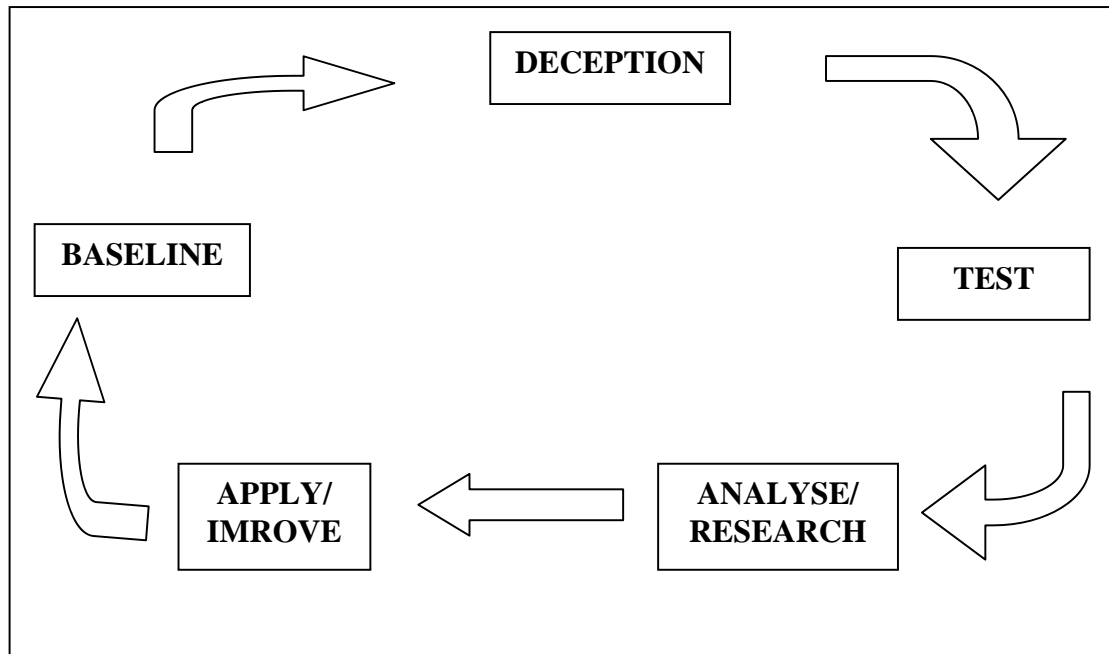 DECEPTION
BASELINE
TEST
APPLY/
IMROVE
ANALYSE/
RESEARCH